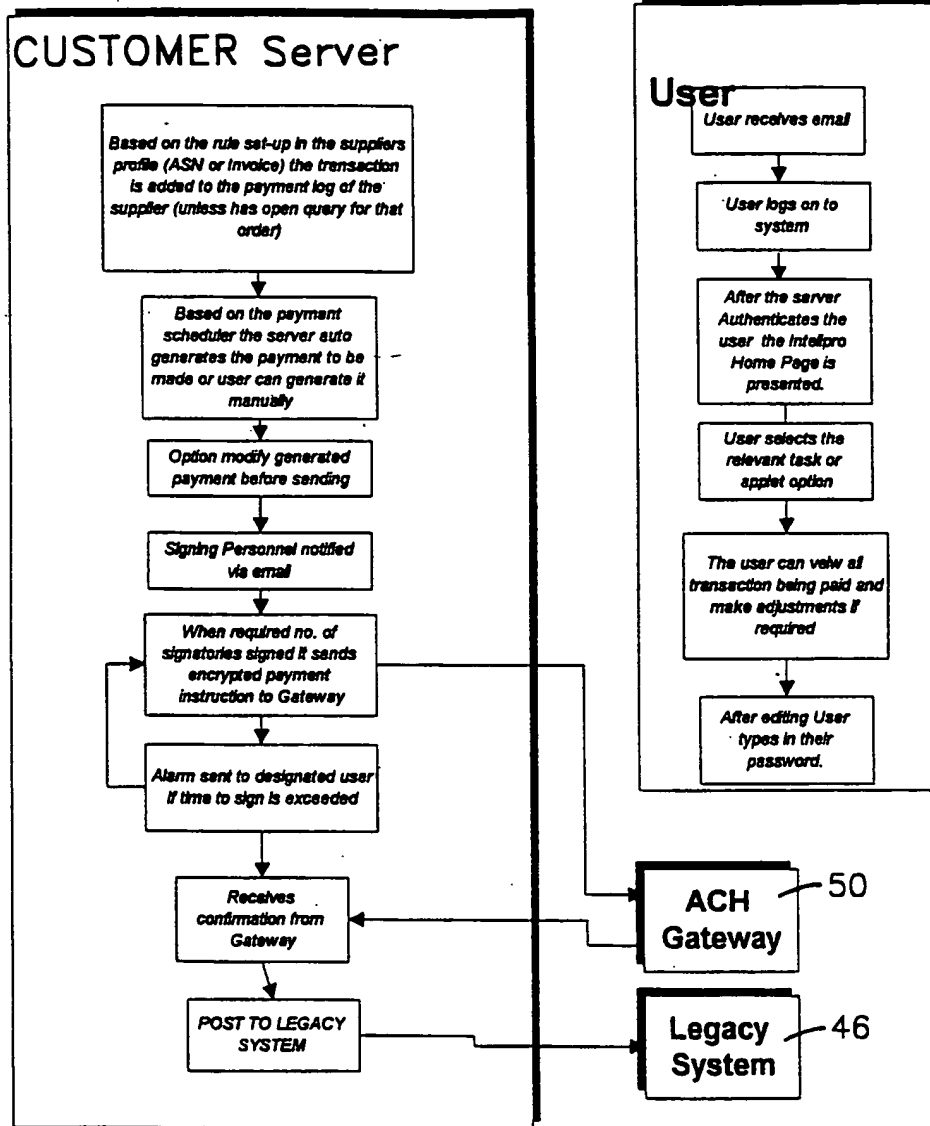 CUSTOMER Server
Based on the rule set-up in the suppliers
profile (ASN or Invoice) the transaction
is added to the payment log of the
supplier (unless has open query for that
order)
Based on the payment
scheduler the server auto
generates the payment to be
made or user can generate it
manually
Option modify generated
payment before sending
Signing Personnel notified
via email
When required no. of
signatories signed it sends
encrypted payment
instruction to Gateway
Alarm sent to designated user
if time to sign is exceeded
Receives
confirmation from
Gateway
POST TO LEGACY
SYSTEM
User
User receives email
User logs on to
system
After the server
Authenticates the
user the Intelipro
Home Page is
presented.
User selects the
relevant task or
applet option
The user can veiw all
transaction being paid and
make adjustments if
required
After editing User
types in their
password.
ACH
Gateway
50
Legacy
System
46